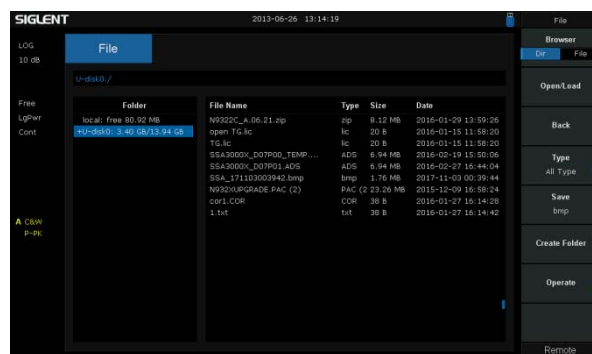 SIGLENT 2013-06-26 13:14:19 File
LOG
10 dB
File
Browser
Dir File
U-disk0:/
Open/Load
Free
LgPwr
Cont
Folder
local: free 80.92 MB
+U-disk0: 3.40 GB/13.94 GB
File Name Type Size Date
N9322C_A.06.21.zip zip 8.12 MB 2016-01-29 13:59:26
open TG.lic lic 20 B 2016-01-15 11:58:20
TG.lic lic 20 B 2016-01-15 11:58:20
SSA3000X_D07P00_TEMP.... ADS 6.94 MB 2016-02-19 15:50:06
SSA3000X_D07P01.ADS ADS 6.94 MB 2016-02-27 16:44:04
SSA_171103003942.bmp bmp 1.76 MB 2017-11-03 00:39:44
N932XUPGRADE.PAC (2) PAC (2 23.26 MB 2015-12-09 16:58:24
cor1.COR COR 38 B 2016-01-27 16:14:28
1.txt txt 38 B 2016-01-27 16:14:42
Back
Type
All Type
Save
bmp
A C&W
P-PK
Create Folder
Operate
Remote